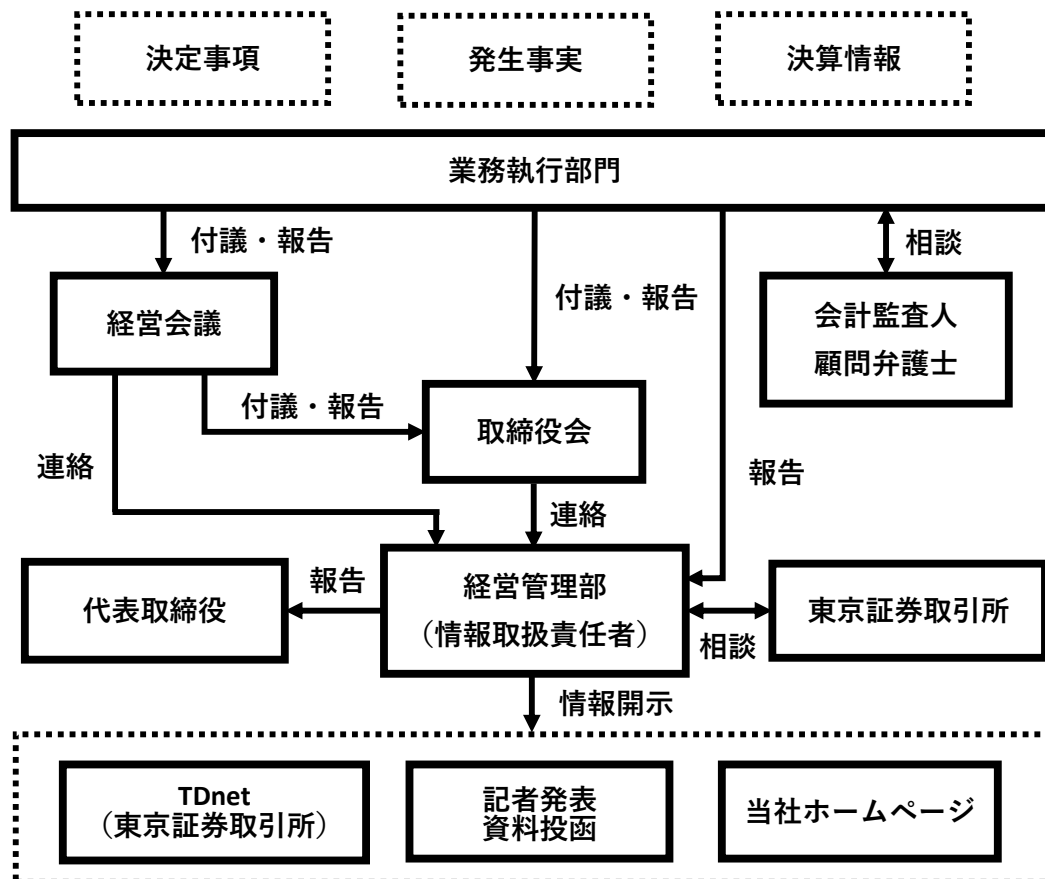 決定事項
発生事実
決算情報
業務執行部門
付議・報告
相談
付議・報告
経営会議
会計監査人
顧問弁護士
付議・報告
取締役会
連絡
報告
連絡
報告
経営管理部
（情報取扱責任者）
代表取締役
東京証券取引所
相談
情報開示
TDnet
（東京証券取引所）
記者発表
資料投函
当社ホームページ